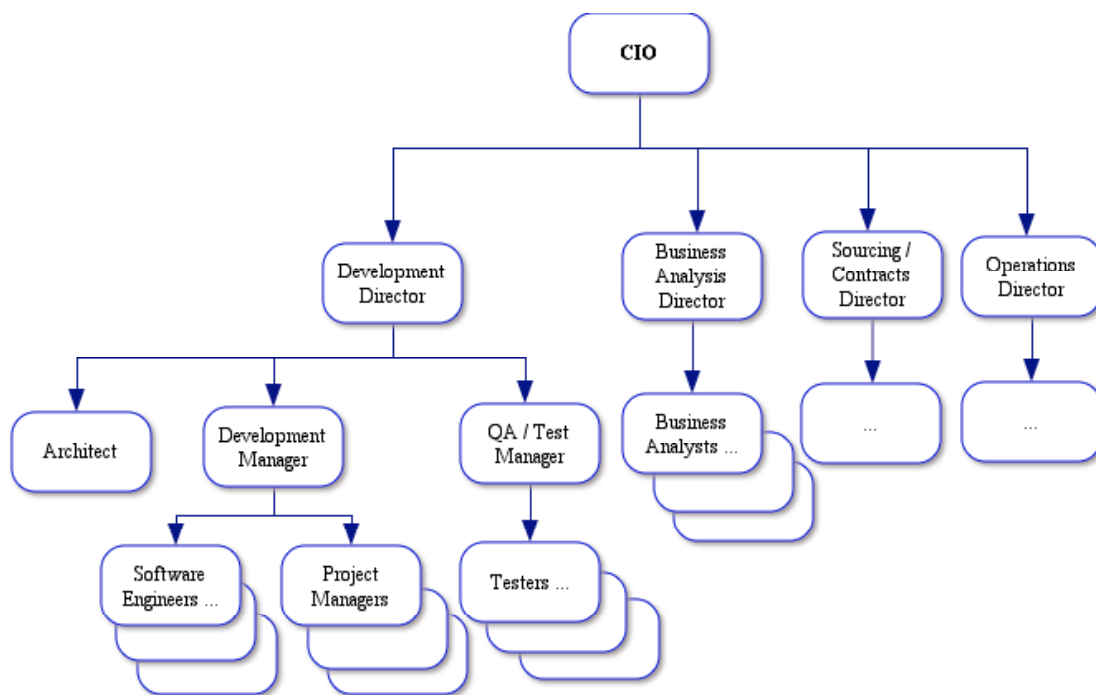 CIO
Development
Director
Business
Analysis
Director
Sourcing /
Contracts
Director
Operations
Director
Architect
Development
Manager
QA / Test
Manager
Business
Analysts ...
...
...
Software
Engineers ...
Project
Managers
Testers ...